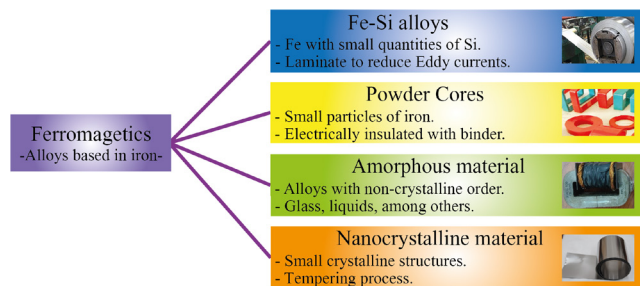 Ferromagetics
-Alloys based in iron-
Fe-Si alloys
- Fe with small quantities of Si.
- Laminate to reduce Eddy currents.
Powder Cores
- Small particles of iron.
- Electrically insulated with binder.
Amorphous material
- Alloys with non-crystalline order.
- Glass, liquids, among others.
Nanocrystalline material
- Small crystalline structures.
- Tempering process.